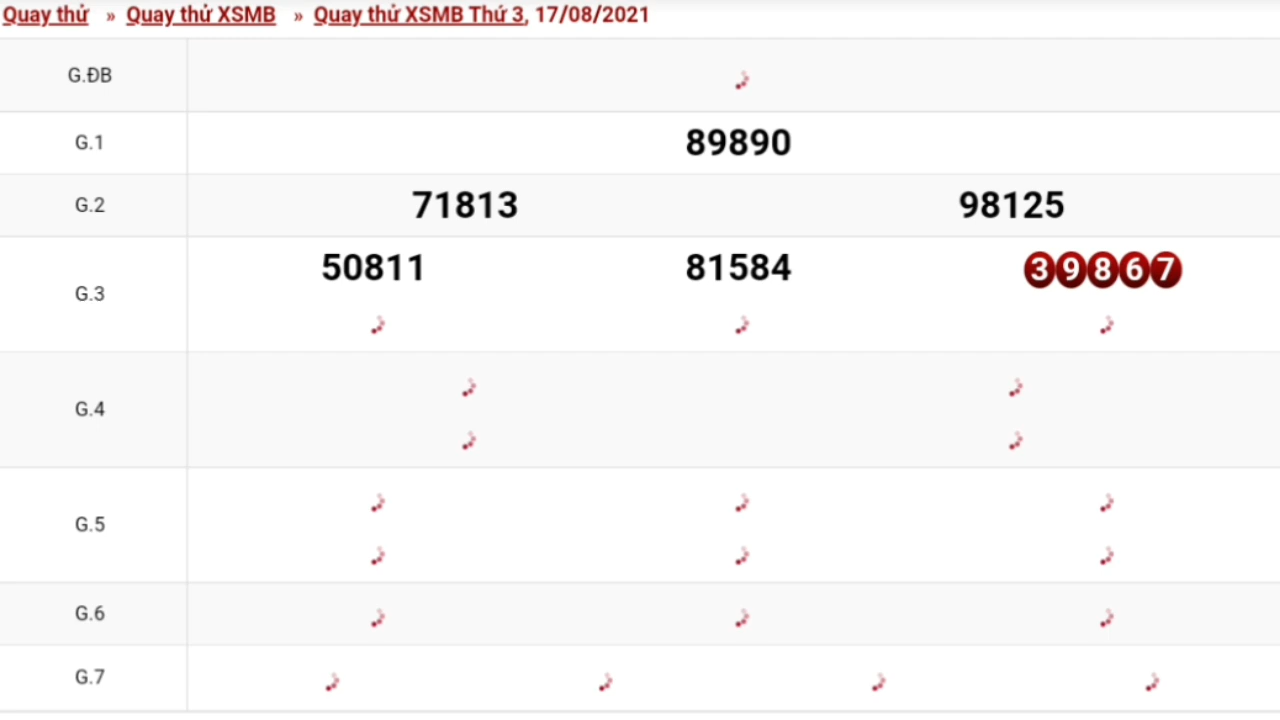 Quay thử » Quay thử XSMB » Quay thử XSMB Thứ 3, 17/08/2021
G.ĐB
G.1 89890
G.2 71813 98125
G.3 50811 81584 39867
G.4
G.5
G.6
G.7